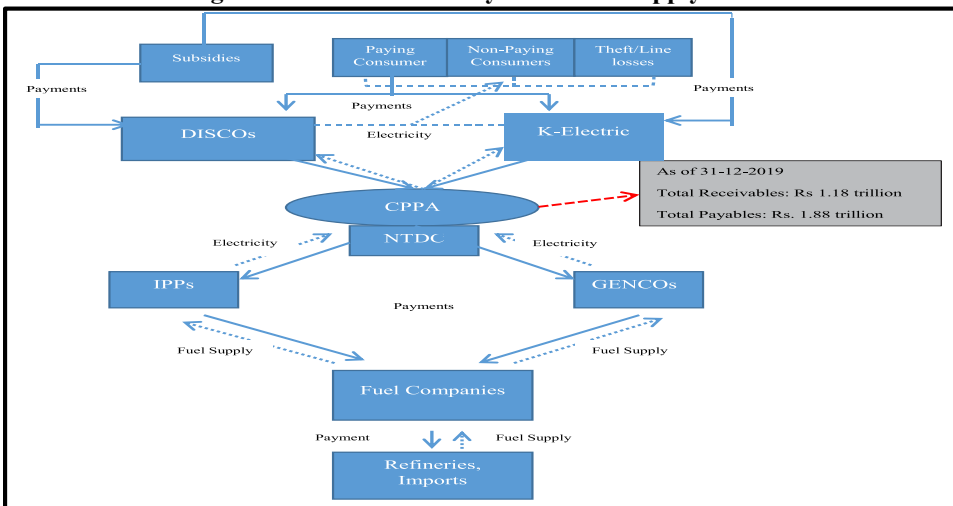 Paying
Consumer
Non-Paying
Consumers
Theft/Line
losses
Subsidies
Payments
Payments
Payments
Electricity
DISCOs
K-Electric
As of 31-12-2019
Total Receivables: Rs 1.18 trillion
Total Payables: Rs. 1.88 trillion
CPPA
NTDC
Electricity
Electricity
IPPs
GENCOs
Payments
Fuel Supply
Fuel Supply
Fuel Companies
Payment
Fuel Supply
Refineries,
Imports